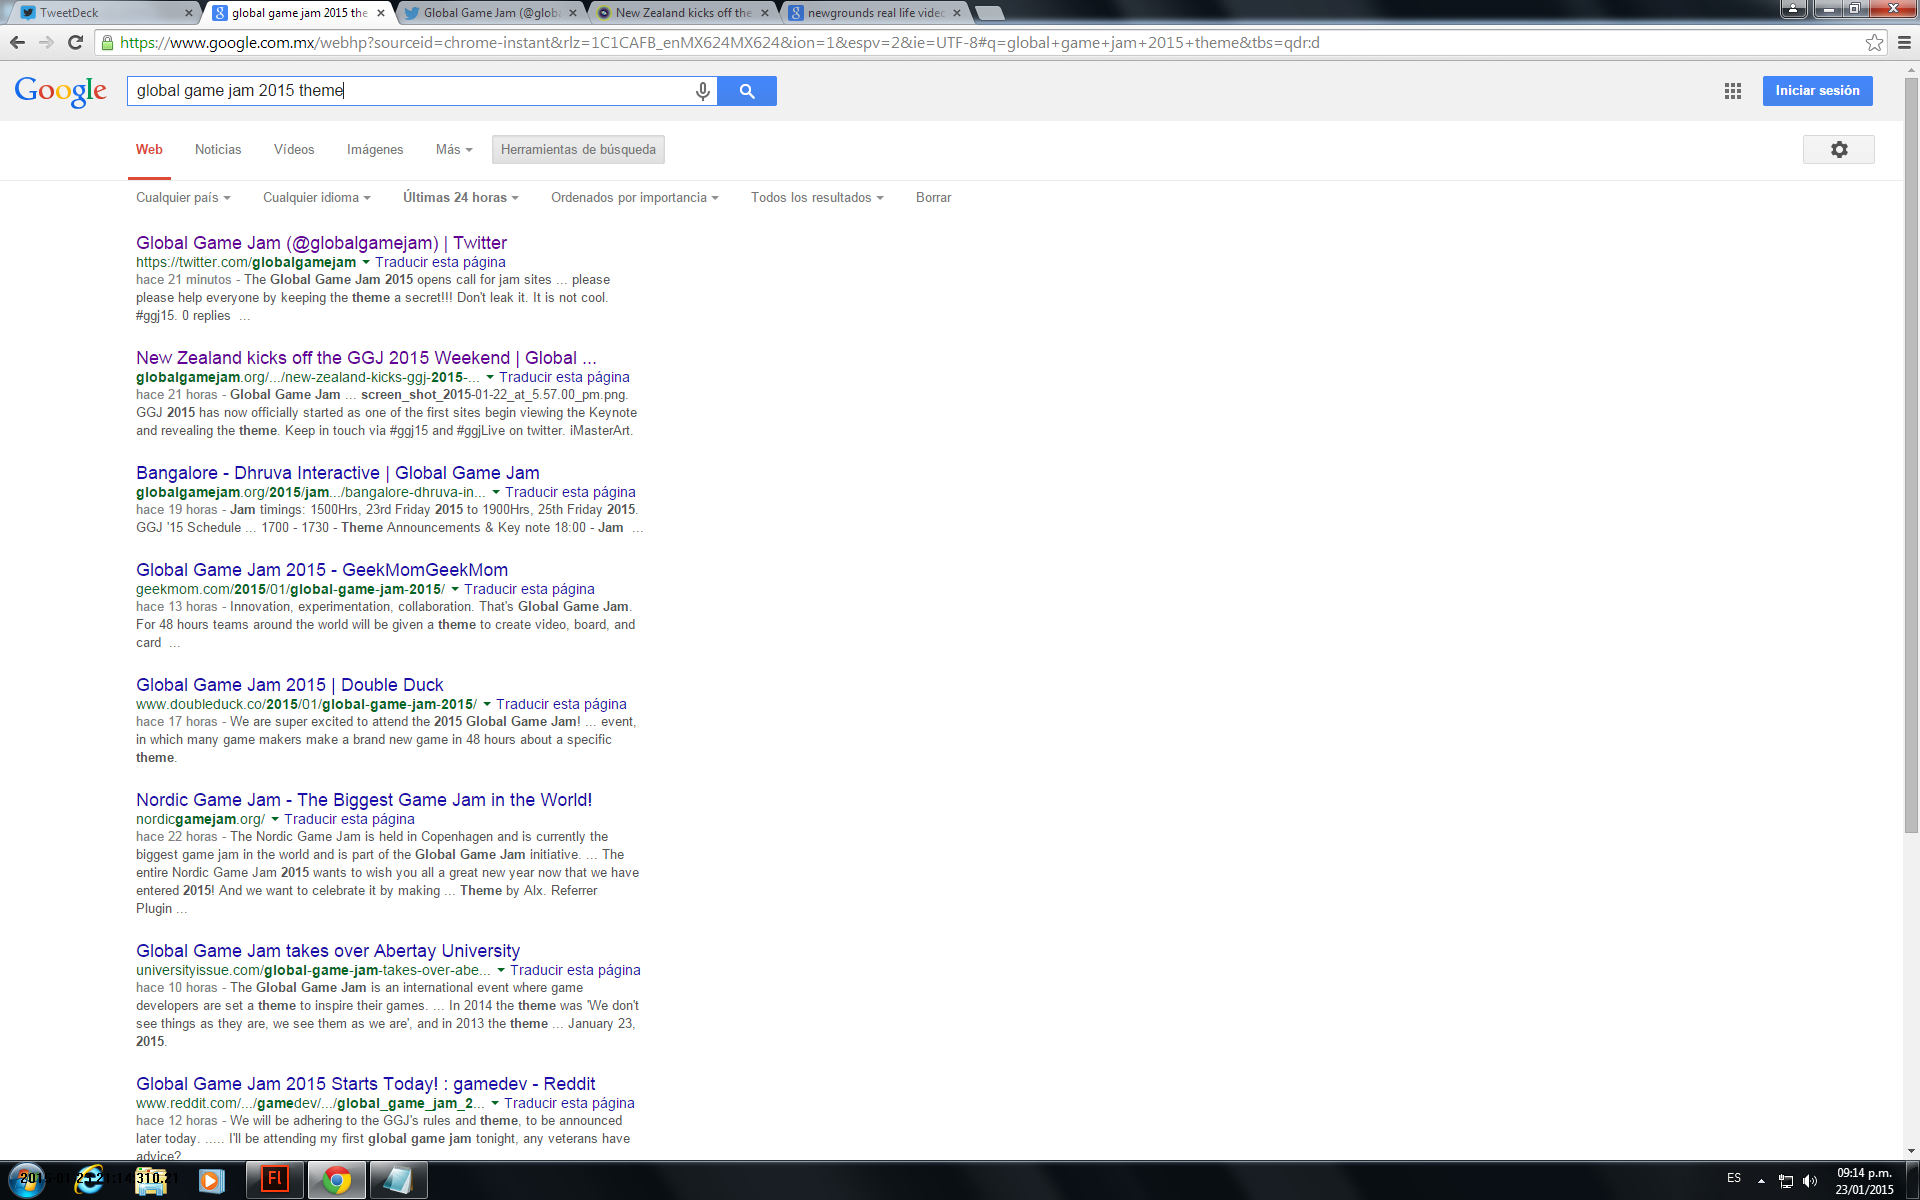 TweetDeck
global game jam 2015 the
Global Game Jam (@globa
New Zealand kicks off the
newgrounds real life video
https://www.google.com.mx/webhp?sourceid=chrome-instant&rlz=1C1CAFB_enMX624MX624&ion=1&espv=2&ie=UTF-8#q=global+game+jam+2015+theme&tbs=qdr:d
Google
global game jam 2015 theme
Iniciar sesión
Web Noticias Vídeos Imágenes Más Herramientas de búsqueda
Cualquier país Cualquier idioma Últimas 24 horas Ordenados por importancia Todos los resultados Borrar
Global Game Jam (@globalgamejam) | Twitter
https://twitter.com/globalgamejam Traducir esta página
hace 21 minutos - The Global Game Jam 2015 opens call for jam sites ... please
please help everyone by keeping the theme a secret!!! Don't leak it. It is not cool.
#ggj15. 0 replies ...
New Zealand kicks off the GGJ 2015 Weekend | Global ...
globalgamejam.org/.../new-zealand-kicks-ggj-2015-... Traducir esta página
hace 21 horas - Global Game Jam ... screen_shot_2015-01-22_at_5.57.00_pm.png.
GGJ 2015 has now officially started as one of the first sites begin viewing the Keynote
and revealing the theme. Keep in touch via #ggj15 and #ggjLive on twitter. iMasterArt.
Bangalore - Dhruva Interactive | Global Game Jam
globalgamejam.org/2015/jam.../bangalore-dhruva-in... Traducir esta página
hace 19 horas - Jam timings: 1500Hrs, 23rd Friday 2015 to 1900Hrs, 25th Friday 2015.
GGJ '15 Schedule ... 1700 - 1730 - Theme Announcements & Key note 18:00 - Jam ...
Global Game Jam 2015 - GeekMomGeekMom
geekmom.com/2015/01/global-game-jam-2015/ Traducir esta página
hace 13 horas - Innovation, experimentation, collaboration. That's Global Game Jam.
For 48 hours teams around the world will be given a theme to create video, board, and
card ...
Global Game Jam 2015 | Double Duck
www.doubleduck.co/2015/01/global-game-jam-2015/ Traducir esta página
hace 17 horas - We are super excited to attend the 2015 Global Game Jam! ... event,
in which many game makers make a brand new game in 48 hours about a specific
theme.
Nordic Game Jam - The Biggest Game Jam in the World!
nordicgamejam.org/ Traducir esta página
hace 22 horas - The Nordic Game Jam is held in Copenhagen and is currently the
biggest game jam in the world and is part of the Global Game Jam initiative. ... The
entire Nordic Game Jam 2015 wants to wish you all a great new year now that we have
entered 2015! And we want to celebrate it by making ... Theme by Alx. Referrer
Plugin ...
Global Game Jam takes over Abertay University
universityissue.com/global-game-jam-takes-over-abe... Traducir esta página
hace 10 horas - The Global Game Jam is an international event where game
developers are set a theme to inspire their games. ... In 2014 the theme was 'We don't
see things as they are, we see them as we are', and in 2013 the theme ... January 23,
2015.
Global Game Jam 2015 Starts Today! : gamedev - Reddit
www.reddit.com/.../gamedev/.../global_game_jam_2... Traducir esta página
hace 12 horas - We will be adhering to the GGJ's rules and theme, to be announced
later today. ..... I'll be attending my first global game jam tonight, any veterans have
advice?
Fl
ES
09:14 p.m.
23/01/2015